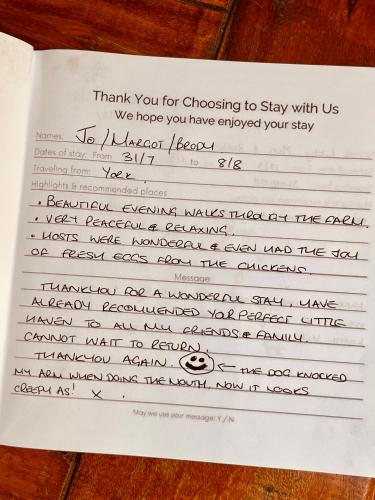 Thank You for Choosing to Stay with Us
We hope you have enjoyed your stay
Names: JO/MARGOT/BRODY
Dates of stay: From 31/7 to 8/8
Traveling from: YORK.
Highlights & recommended places
• BEAUTIFUL EVENING WALKS THROUGH THE FARM.
• VERY PEACEFUL & RELAXING.
• HOSTS WERE WONDERFUL & EVEN HAD THE JOY
OF FRESH EGGS FROM THE CHICKENS.
Message:
THANKYOU FOR A WONDERFUL STAY. HAVE
ALREADY RECOMMENDED YOR PERFECT LITTLE
HAVEN TO ALL MY FRIENDS & FAMILY.
CANNOT WAIT TO RETURN.
THANKYOU AGAIN. ← THE DOG KNOCKED
MY ARM WHEN DOING THE MOUTH. NOW IT LOOKS
CREEPY AS! X
May we use your message: Y / N